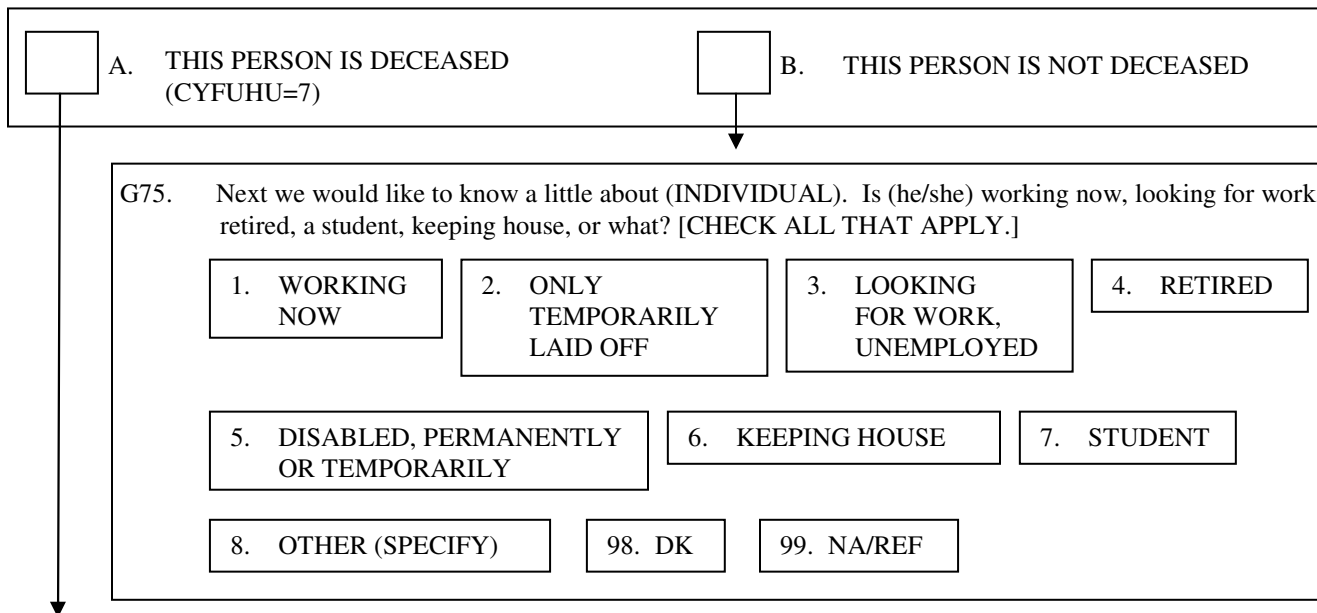 A. THIS PERSON IS DECEASED
(CYFUHU=7)
B. THIS PERSON IS NOT DECEASED
G75. Next we would like to know a little about (INDIVIDUAL). Is (he/she) working now, looking for work
retired, a student, keeping house, or what? [CHECK ALL THAT APPLY.]
1. WORKING
NOW
2. ONLY
TEMPORARILY
LAID OFF
3. LOOKING
FOR WORK,
UNEMPLOYED
4. RETIRED
5. DISABLED, PERMANENTLY
OR TEMPORARILY
6. KEEPING HOUSE
7. STUDENT
8. OTHER (SPECIFY)
98. DK
99. NA/REF